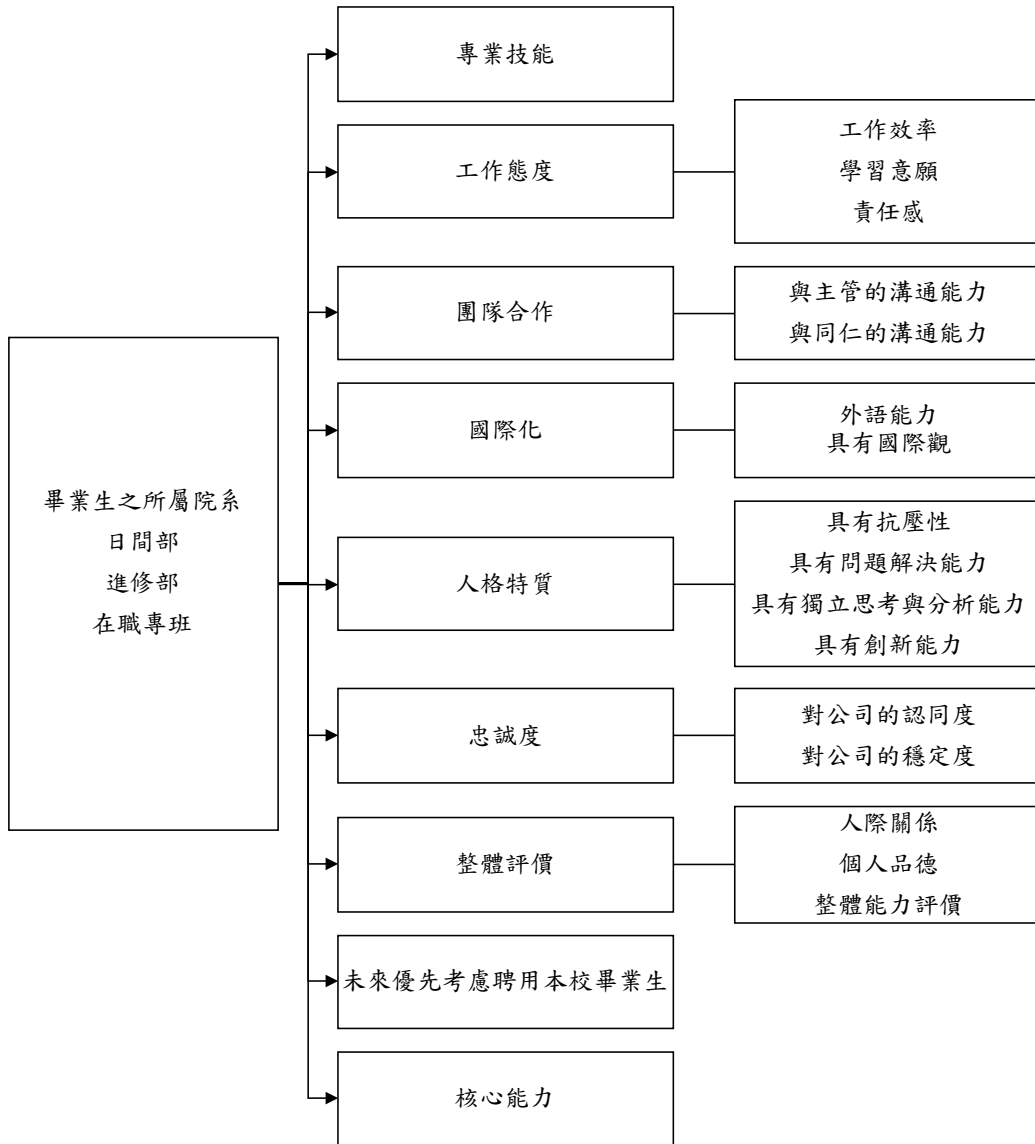 專業技能
工作態度
工作效率
學習意願
責任感
團隊合作
與主管的溝通能力
與同仁的溝通能力
國際化
外語能力
具有國際觀
畢業生之所屬院系
日間部
進修部
在職專班
人格特質
具有抗壓性
具有問題解決能力
具有獨立思考與分析能力
具有創新能力
忠誠度
對公司的認同度
對公司的穩定度
整體評價
人際關係
個人品德
整體能力評價
未來優先考慮聘用本校畢業生
核心能力